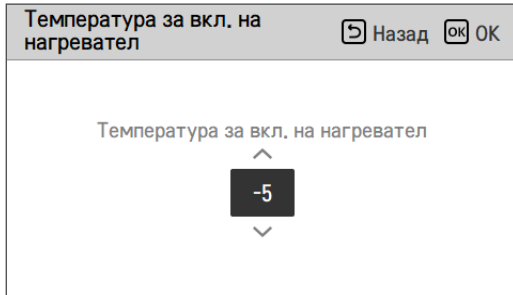 Температура за вкл. на
нагревател
Назад
OK OK
Температура за вкл. на нагревател
-5